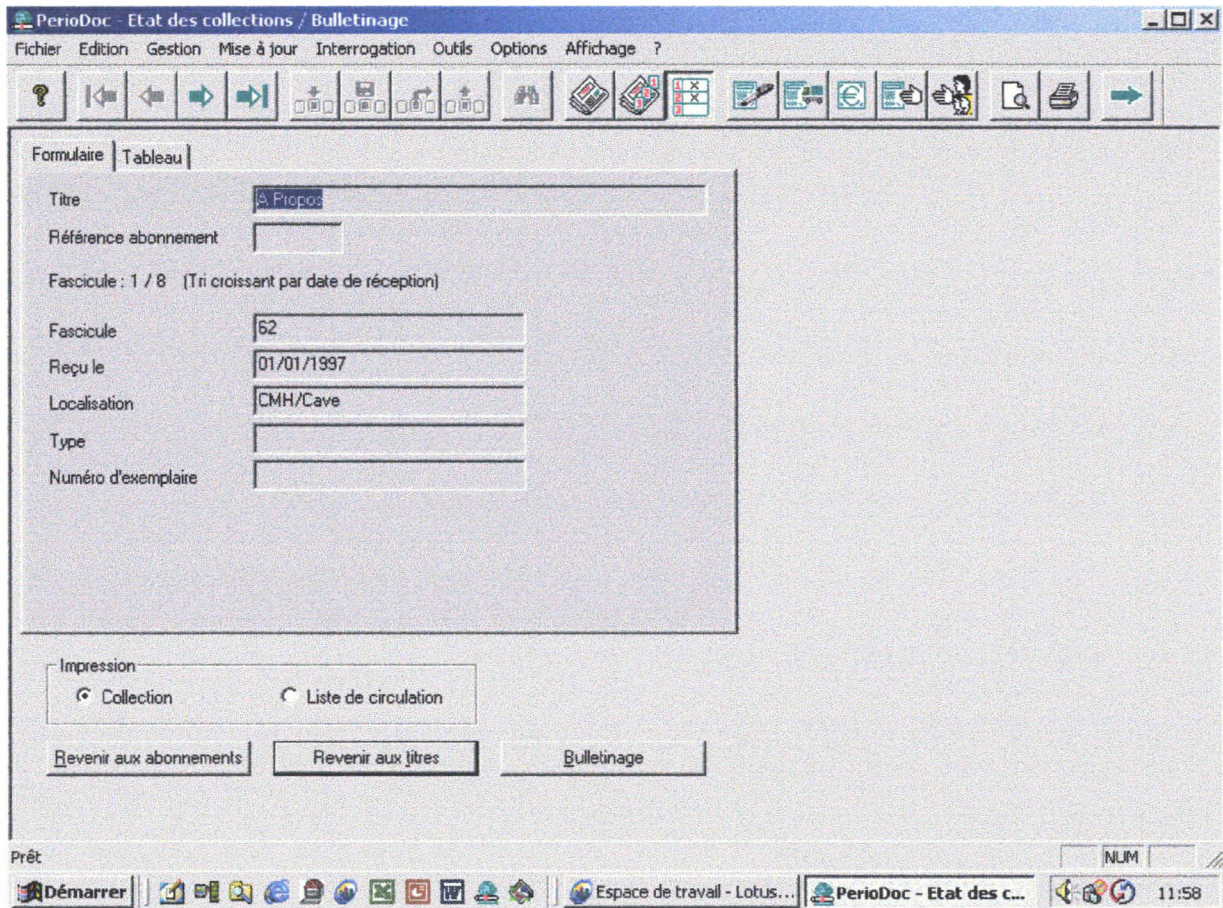 PerioDoc - Etat des collections / Bulletinage
Fichier Edition Gestion Mise à jour Interrogation Outils Options Affichage ?
Formulaire Tableau
Titre A Propos
Référence abonnement
Fascicule : 1 / 8 (Tri croissant par date de réception)
Fascicule 62
Reçu le 01/01/1997
Localisation CMH/Cave
Type
Numéro d'exemplaire
Impression
Collection Liste de circulation
Revenir aux abonnements Revenir aux titres Bulletinage
Prêt NUM
Démarrer Espace de travail - Lotus... PerioDoc - Etat des c... 11:58